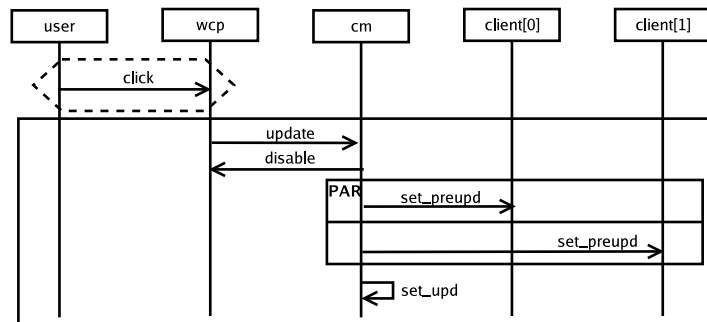 user wcp cm client[0] client[1]
click
update
disable
PAR
set_preupd
set_preupd
set_upd